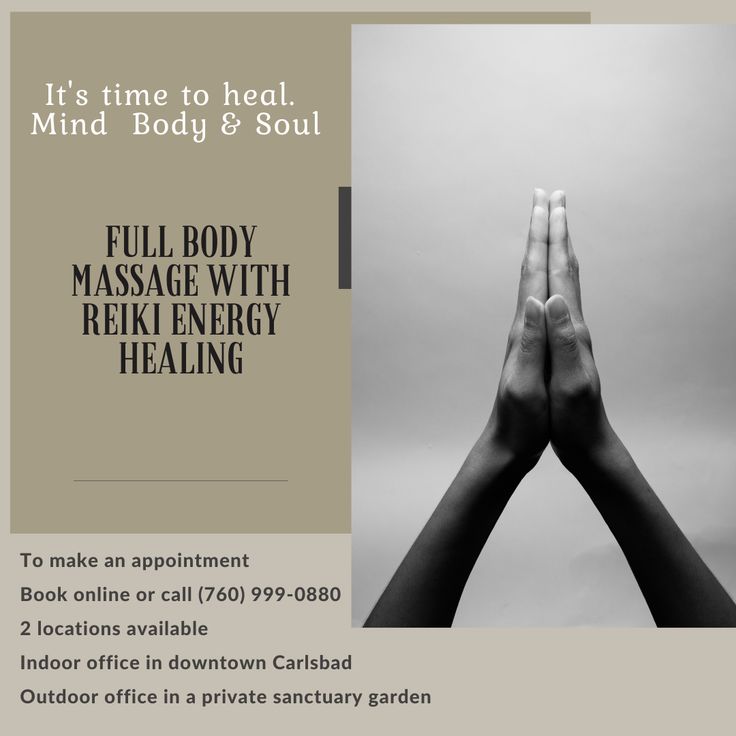 It's time to heal.
Mind Body & Soul
FULL BODY
MASSAGE WITH
REIKI ENERGY
HEALING
To make an appointment
Book online or call (760) 999-0880
2 locations available
Indoor office in downtown Carlsbad
Outdoor office in a private sanctuary garden